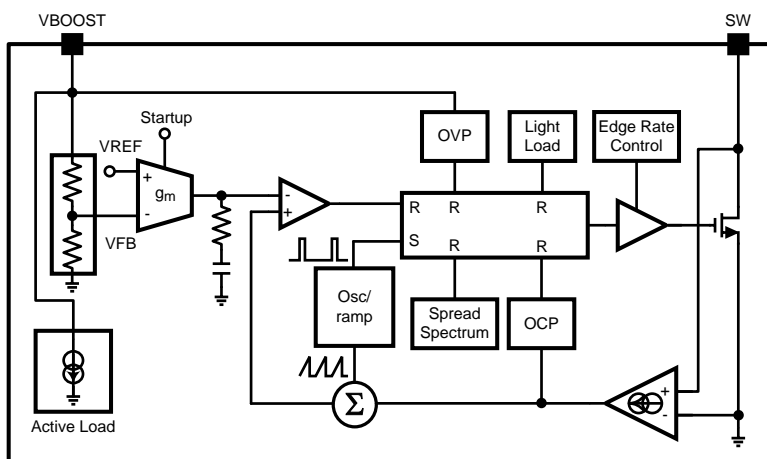 VBOOST
SW
Startup
VREF
+
gm
-
VFB
OVP
Light
Load
Edge Rate
Control
-
+
R
R
R
S
R
R
Osc/
ramp
Spread
Spectrum
OCP
Σ
+
-
Active Load